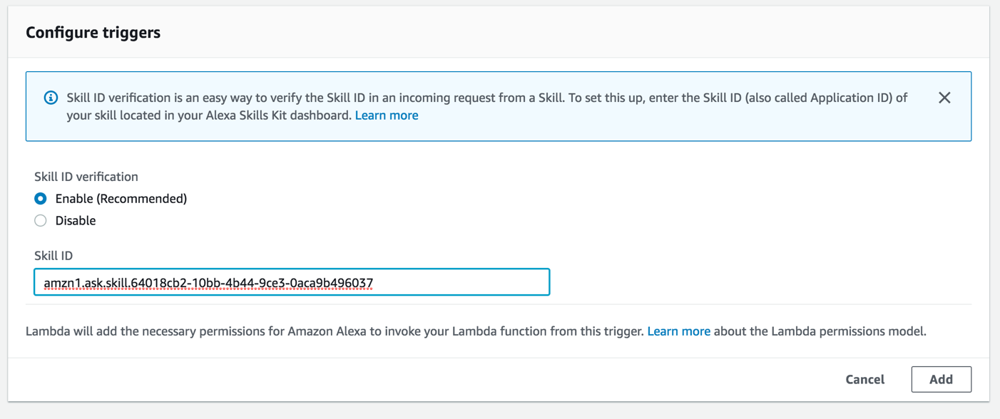 Configure triggers
Skill ID verification is an easy way to verify the Skill ID in an incoming request from a Skill. To set this up, enter the Skill ID (also called Application ID) of
your skill located in your Alexa Skills Kit dashboard. Learn more
Skill ID verification
Enable (Recommended)
Disable
Skill ID
amzn1.ask.skill.64018cb2-10bb-4b44-9ce3-0aca9b496037
Lambda will add the necessary permissions for Amazon Alexa to invoke your Lambda function from this trigger. Learn more about the Lambda permissions model.
Cancel Add